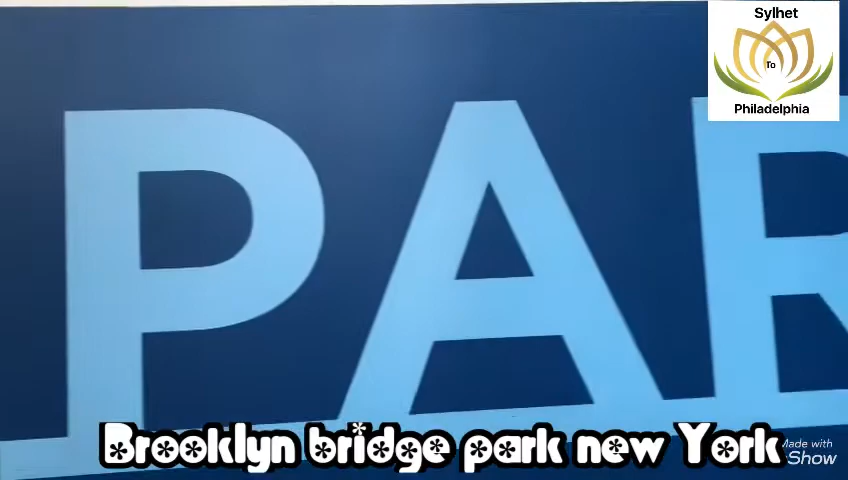 Sylhet
To
Philadelphia
PAR
Brooklyn bridge park new York
Made with
Show